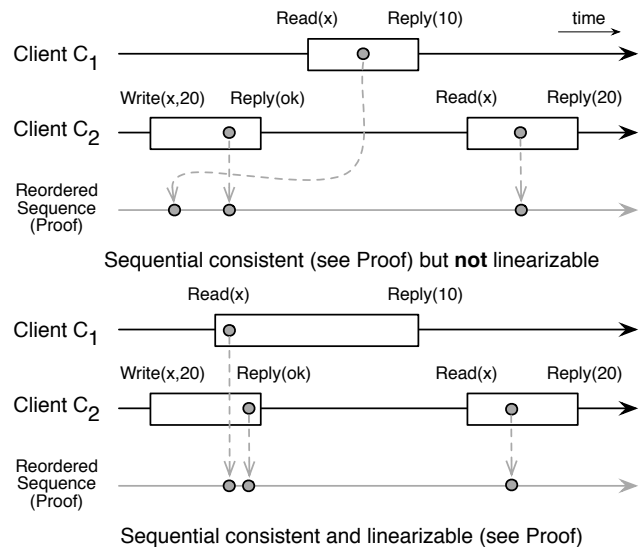 Read(x) Reply(10) time
Client C1
Write(x,20) Reply(ok) Read(x) Reply(20)
Client C2
Reordered
Sequence
(Proof)
Sequential consistent (see Proof) but not linearizable
Read(x) Reply(10)
Client C1
Write(x,20) Reply(ok) Read(x) Reply(20)
Client C2
Reordered
Sequence
(Proof)
Sequential consistent and linearizable (see Proof)